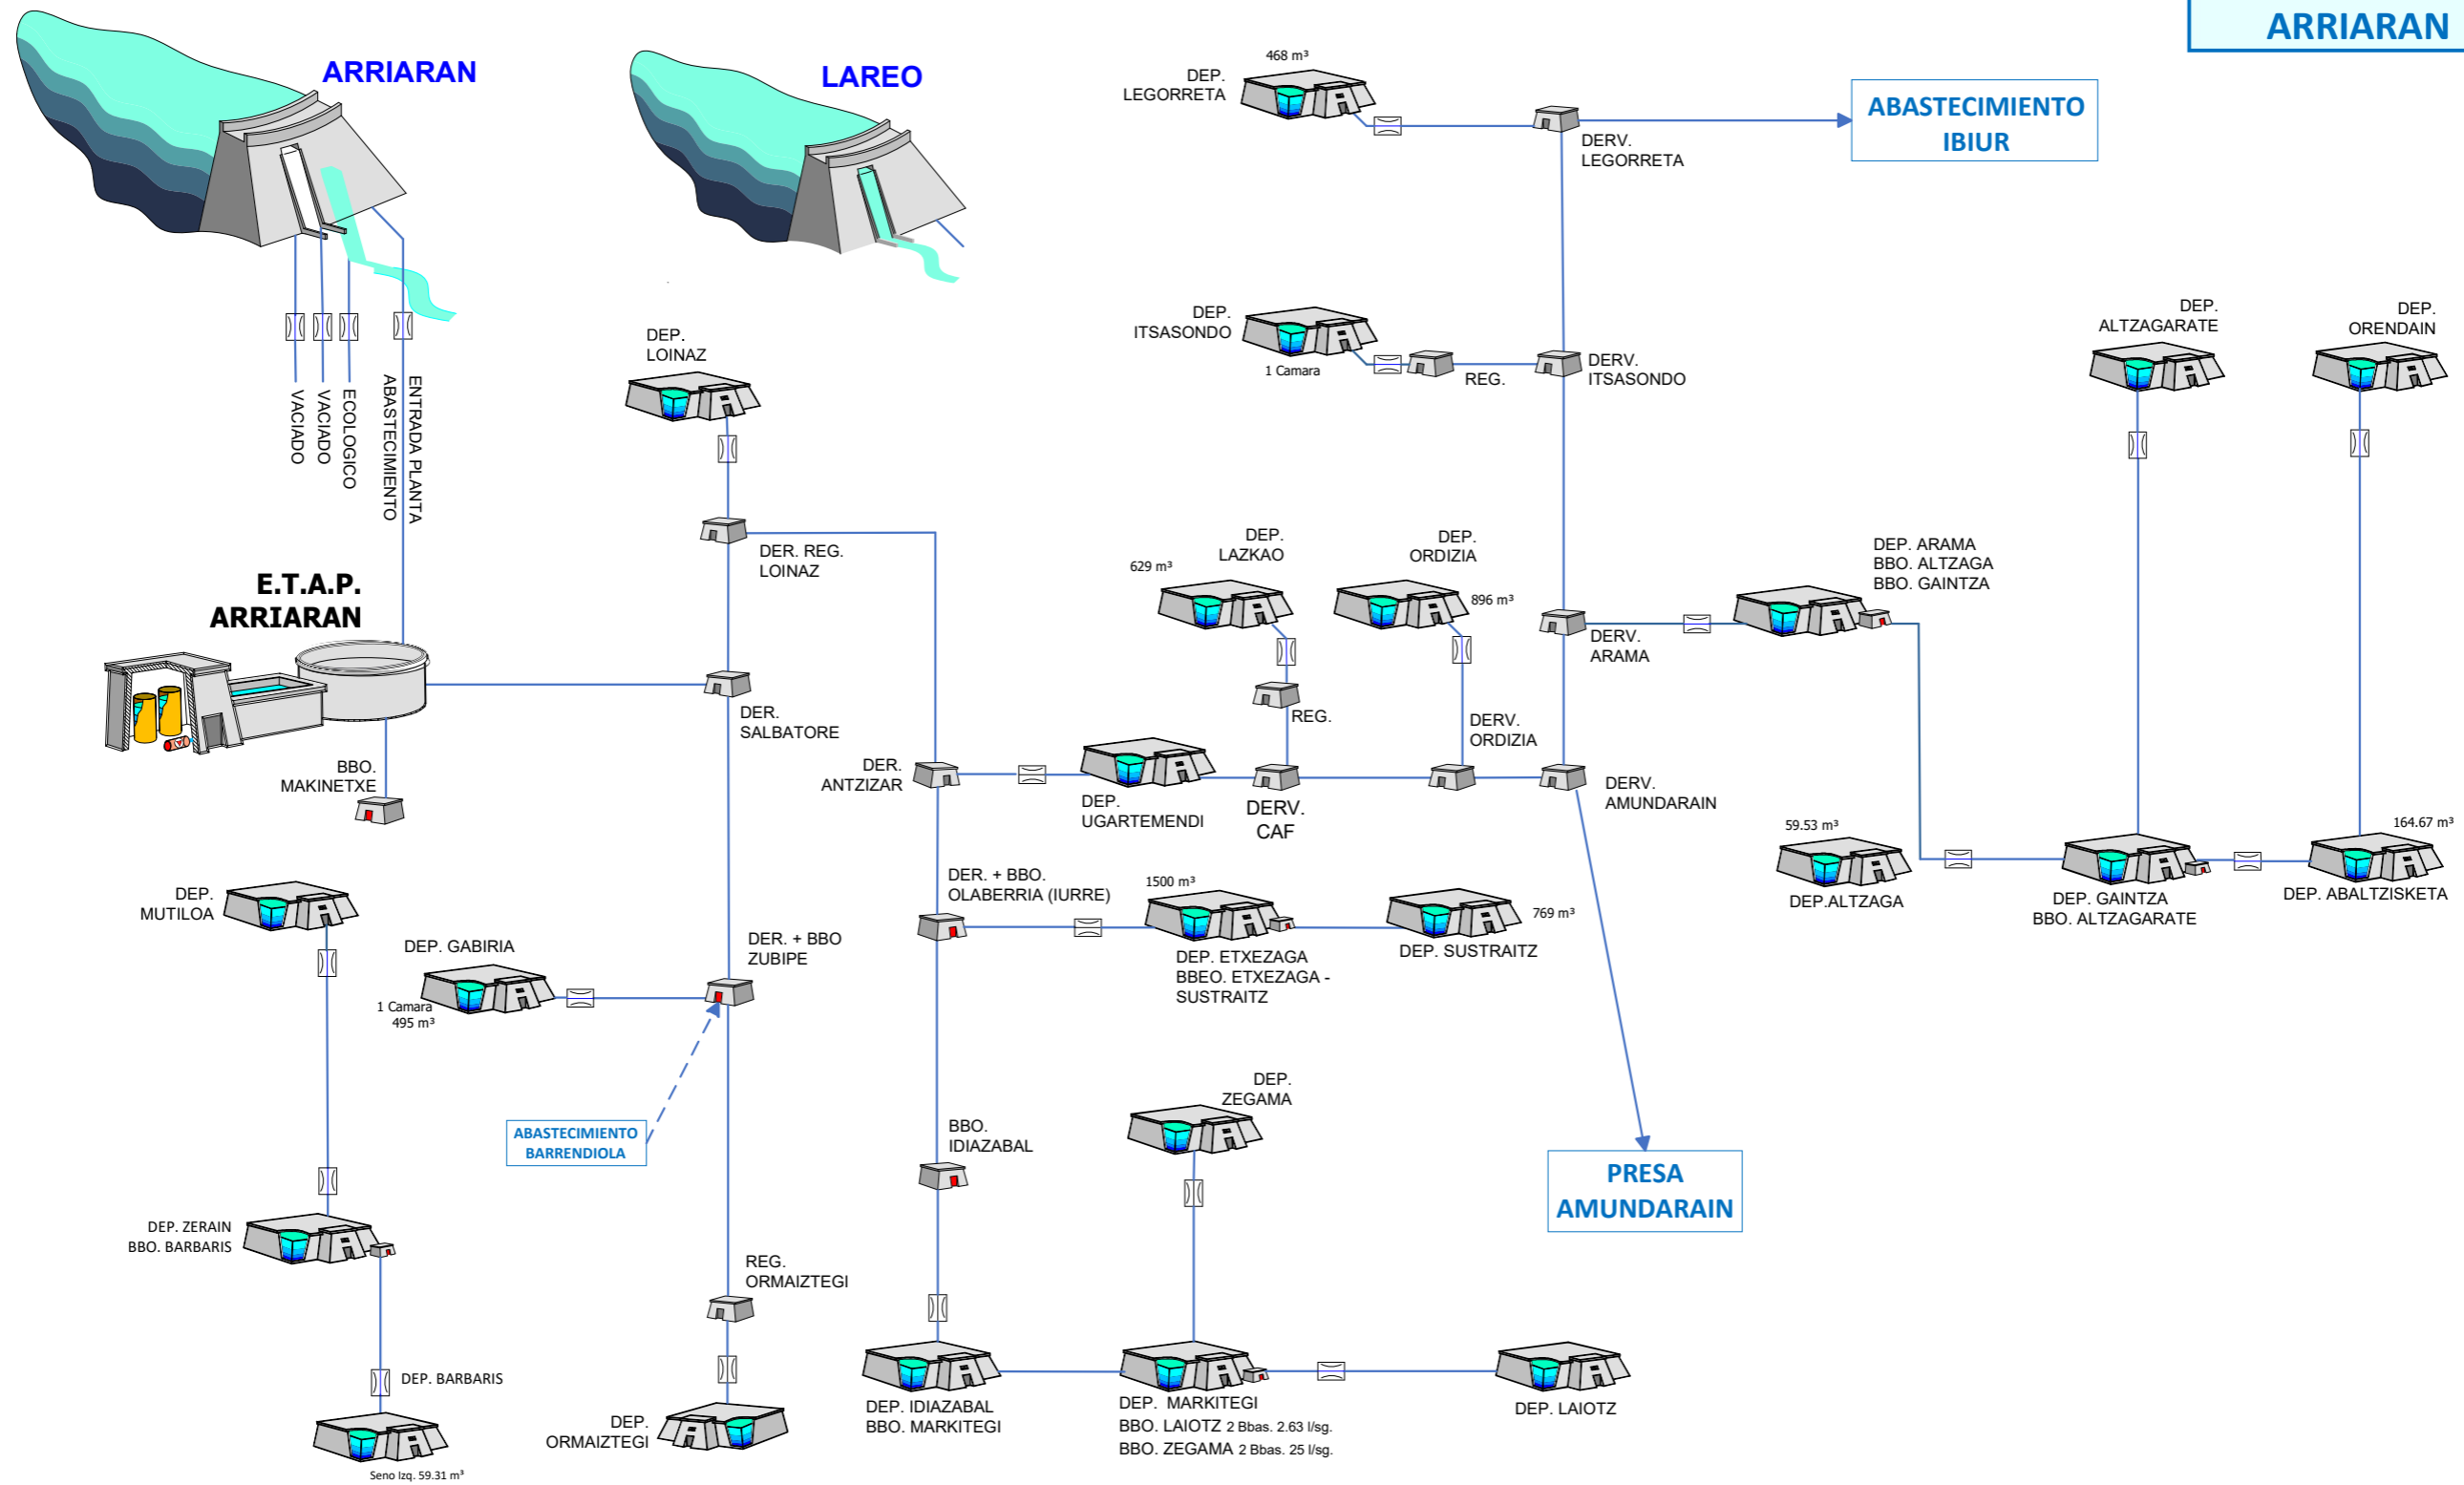 ARRIARAN
ARRIARAN
LAREO
468 m³
DEP.
LEGORRETA
DERV.
LEGORRETA
ABASTECIMIENTO
IBIUR
VACIADO
VACIADO
ECOLOGICO
ABASTECIMIENTO
ENTRADA PLANTA
DEP.
LOINAZ
DEP.
ITSASONDO
1 Camara
REG.
DERV.
ITSASONDO
DEP.
ALTZAGARATE
DEP.
ORENDAIN
DER. REG.
LOINAZ
DEP.
LAZKAO
629 m³
DEP.
ORDIZIA
896 m³
DEP. ARAMA
BBO. ALTZAGA
BBO. GAINTZA
E.T.A.P.
ARRIARAN
DERV.
ARAMA
REG.
DERV.
ORDIZIA
DER.
SALBATORE
BBO.
MAKINETXE
DER.
ANTZIZAR
DEP.
UGARTEMENDI
DERV.
CAF
DERV.
AMUNDARAIN
59.53 m³
DEP.ALTZAGA
DEP. GAINTZA
BBO. ALTZAGARATE
164.67 m³
DEP. ABALTZISKETA
DEP.
MUTILOA
DEP. GABIRIA
1 Camara
495 m³
DER. + BBO
ZUBIPE
DER. + BBO.
OLABERRIA (IURRE)
1500 m³
DEP. ETXEZAGA
BBEO. ETXEZAGA -
SUSTRAITZ
769 m³
DEP. SUSTRAITZ
ABASTECIMIENTO
BARRENDIOLA
BBO.
IDIAZABAL
DEP.
ZEGAMA
PRESA
AMUNDARAIN
DEP. ZERAIN
BBO. BARBARIS
REG.
ORMAIZTEGI
DEP. BARBARIS
Seno Izq. 59.31 m³
DEP.
ORMAIZTEGI
DEP. IDIAZABAL
BBO. MARKITEGI
DEP. MARKITEGI
BBO. LAIOTZ 2 Bbas. 2.63 l/sg.
BBO. ZEGAMA 2 Bbas. 25 l/sg.
DEP. LAIOTZ